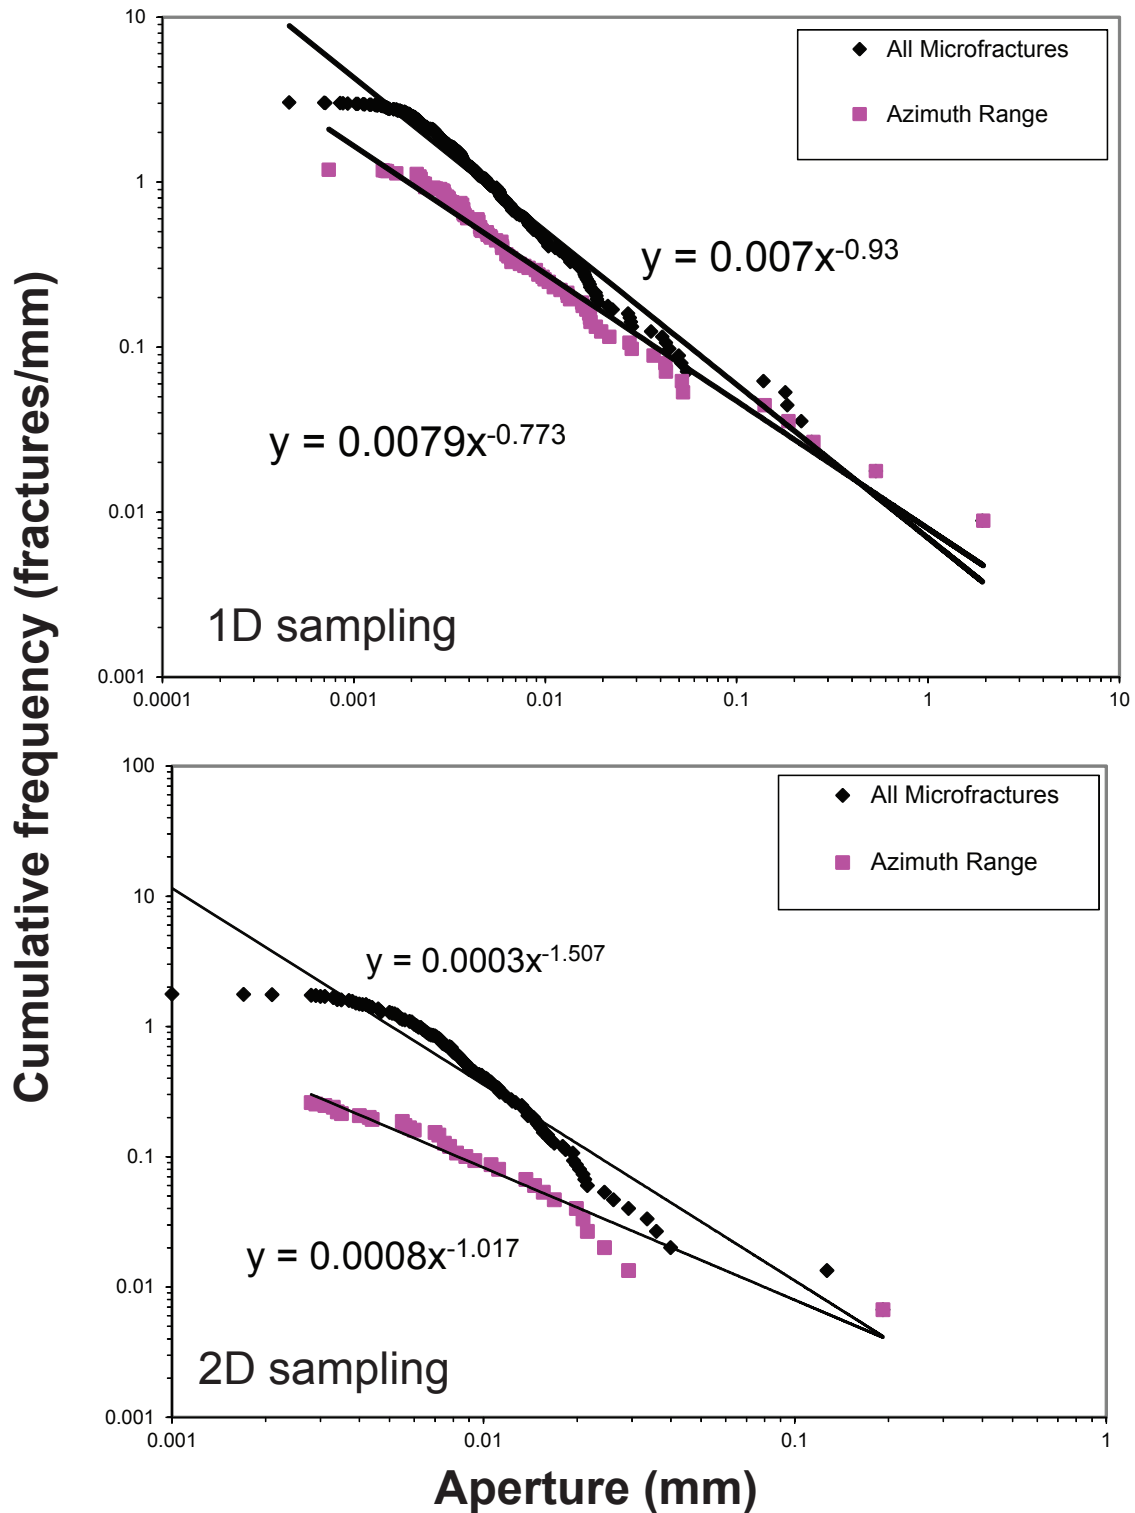 Cumulative frequency (fractures/mm)
10
1
0.1
0.01
0.001
0.0001
0.001
0.01
0.1
1
10
All Microfractures
Azimuth Range
y = 0.007x^-0.93
y = 0.0079x^-0.773
1D sampling
100
10
1
0.1
0.01
0.001
0.001
0.01
0.1
1
All Microfractures
Azimuth Range
y = 0.0003x^-1.507
y = 0.0008x^-1.017
2D sampling
Aperture (mm)